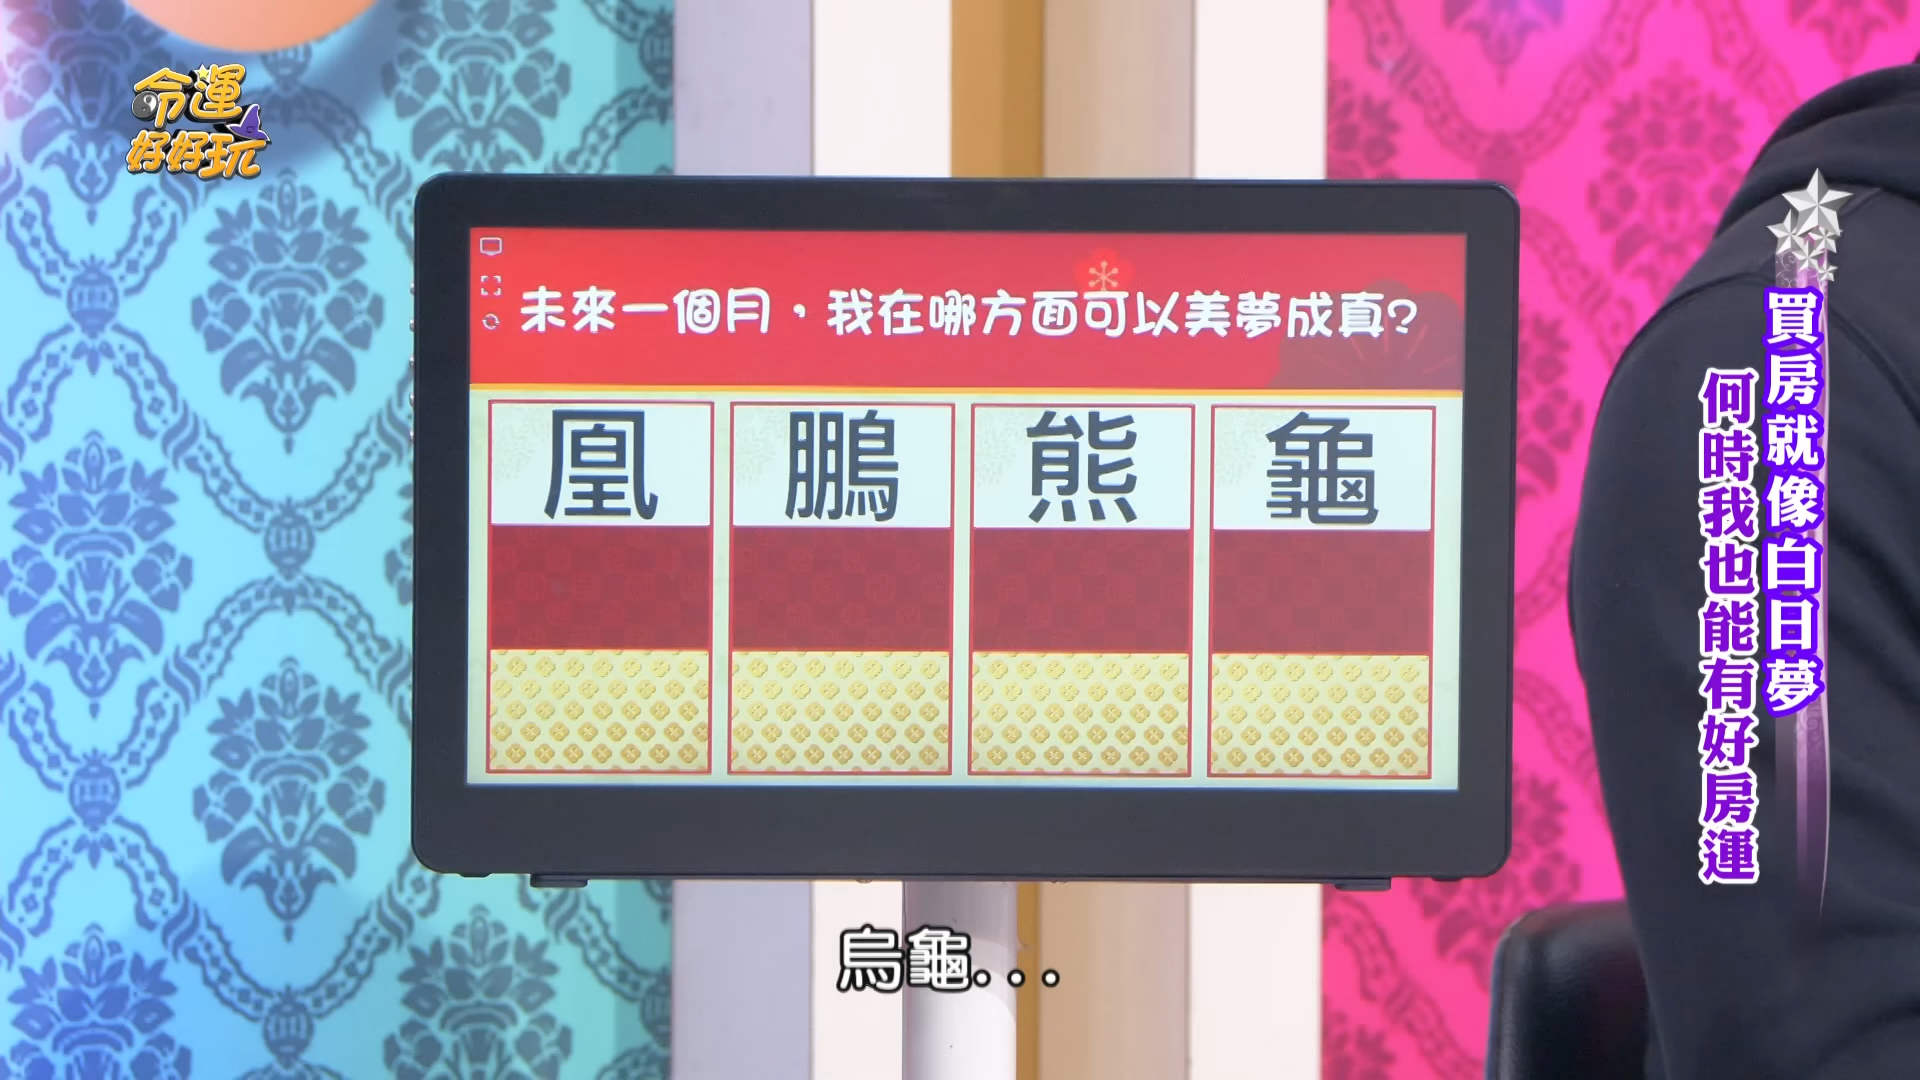 命運
好好玩
未來一個月，我在哪方面可以美夢成真?
凰
鵬
熊
龜
買房就像白日夢
何時我也能有好房運
烏龜...